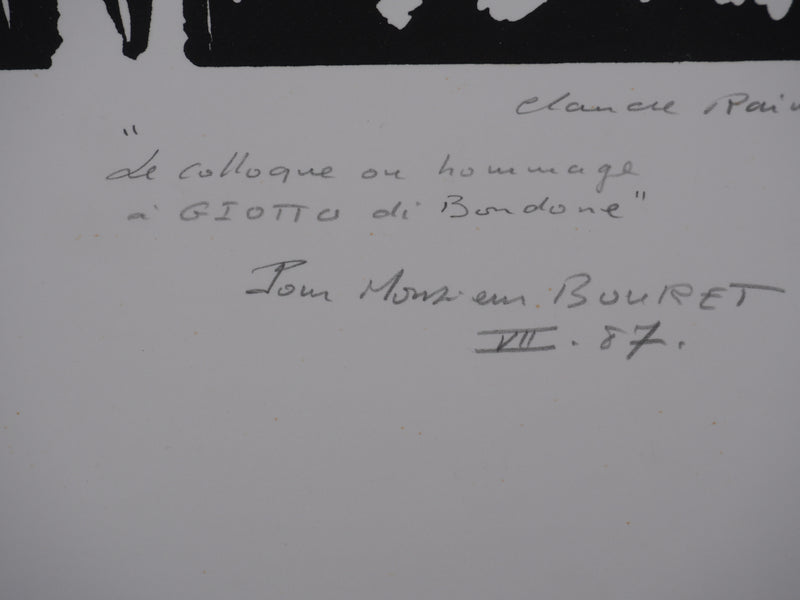 Claude Rai
"Le colloque ou hommage
à GIOTTO di Bondone"
Pour Monsieur BOURET
VII . 87.